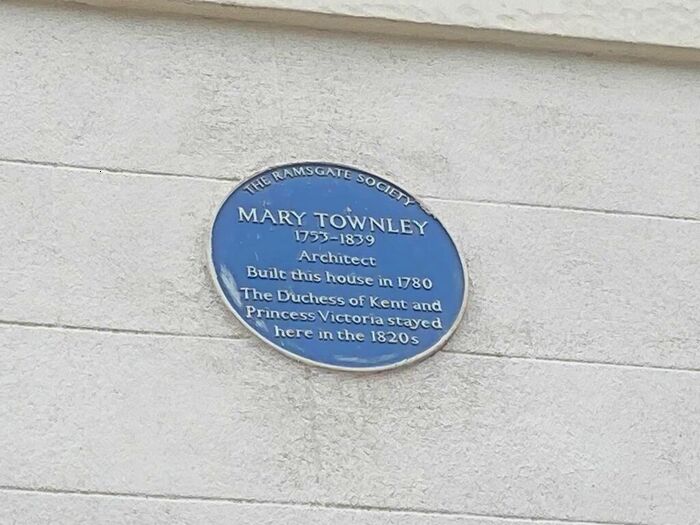 THE RAMSGATE SOCIETY
MARY TOWNLEY
1753-1839
Architect
Built this house in 1780
The Duchess of Kent and
Princess Victoria stayed
here in the 1820s